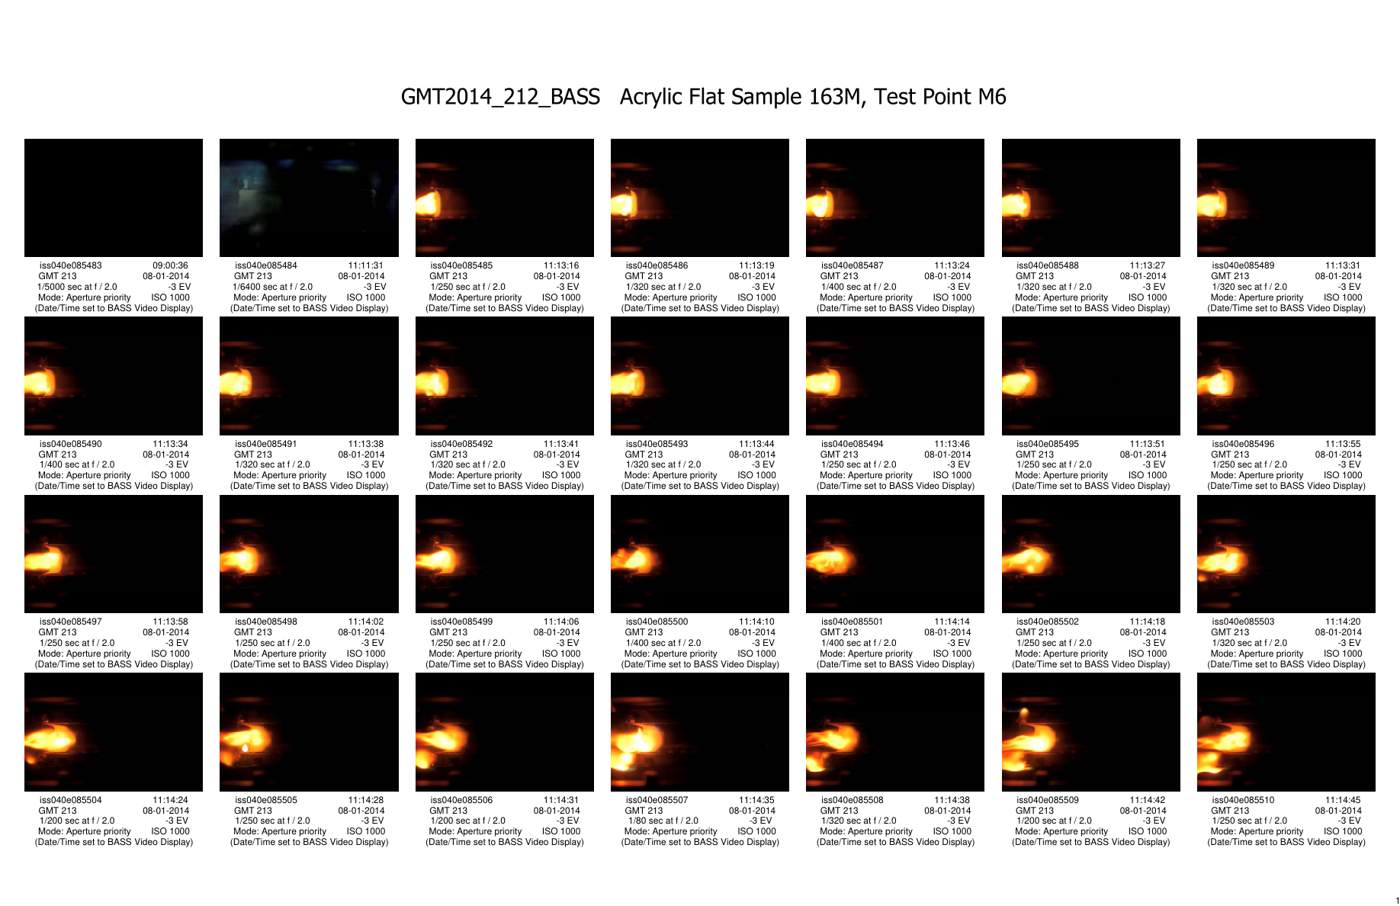 GMT2014_212_BASS Acrylic Flat Sample 163M, Test Point M6
iss040e085483 09:00:36
GMT 213 08-01-2014
1/5000 sec at f / 2.0 -3 EV
Mode: Aperture priority ISO 1000
(Date/Time set to BASS Video Display)
iss040e085484 11:11:31
GMT 213 08-01-2014
1/6400 sec at f / 2.0 -3 EV
Mode: Aperture priority ISO 1000
(Date/Time set to BASS Video Display)
iss040e085485 11:13:16
GMT 213 08-01-2014
1/250 sec at f / 2.0 -3 EV
Mode: Aperture priority ISO 1000
(Date/Time set to BASS Video Display)
iss040e085486 11:13:19
GMT 213 08-01-2014
1/320 sec at f / 2.0 -3 EV
Mode: Aperture priority ISO 1000
(Date/Time set to BASS Video Display)
iss040e085487 11:13:24
GMT 213 08-01-2014
1/400 sec at f / 2.0 -3 EV
Mode: Aperture priority ISO 1000
(Date/Time set to BASS Video Display)
iss040e085488 11:13:27
GMT 213 08-01-2014
1/320 sec at f / 2.0 -3 EV
Mode: Aperture priority ISO 1000
(Date/Time set to BASS Video Display)
iss040e085489 11:13:31
GMT 213 08-01-2014
1/320 sec at f / 2.0 -3 EV
Mode: Aperture priority ISO 1000
(Date/Time set to BASS Video Display)
iss040e085490 11:13:34
GMT 213 08-01-2014
1/400 sec at f / 2.0 -3 EV
Mode: Aperture priority ISO 1000
(Date/Time set to BASS Video Display)
iss040e085491 11:13:38
GMT 213 08-01-2014
1/320 sec at f / 2.0 -3 EV
Mode: Aperture priority ISO 1000
(Date/Time set to BASS Video Display)
iss040e085492 11:13:41
GMT 213 08-01-2014
1/320 sec at f / 2.0 -3 EV
Mode: Aperture priority ISO 1000
(Date/Time set to BASS Video Display)
iss040e085493 11:13:44
GMT 213 08-01-2014
1/320 sec at f / 2.0 -3 EV
Mode: Aperture priority ISO 1000
(Date/Time set to BASS Video Display)
iss040e085494 11:13:46
GMT 213 08-01-2014
1/250 sec at f / 2.0 -3 EV
Mode: Aperture priority ISO 1000
(Date/Time set to BASS Video Display)
iss040e085495 11:13:51
GMT 213 08-01-2014
1/250 sec at f / 2.0 -3 EV
Mode: Aperture priority ISO 1000
(Date/Time set to BASS Video Display)
iss040e085496 11:13:55
GMT 213 08-01-2014
1/250 sec at f / 2.0 -3 EV
Mode: Aperture priority ISO 1000
(Date/Time set to BASS Video Display)
iss040e085497 11:13:58
GMT 213 08-01-2014
1/250 sec at f / 2.0 -3 EV
Mode: Aperture priority ISO 1000
(Date/Time set to BASS Video Display)
iss040e085498 11:14:02
GMT 213 08-01-2014
1/250 sec at f / 2.0 -3 EV
Mode: Aperture priority ISO 1000
(Date/Time set to BASS Video Display)
iss040e085499 11:14:06
GMT 213 08-01-2014
1/250 sec at f / 2.0 -3 EV
Mode: Aperture priority ISO 1000
(Date/Time set to BASS Video Display)
iss040e085500 11:14:10
GMT 213 08-01-2014
1/400 sec at f / 2.0 -3 EV
Mode: Aperture priority ISO 1000
(Date/Time set to BASS Video Display)
iss040e085501 11:14:14
GMT 213 08-01-2014
1/400 sec at f / 2.0 -3 EV
Mode: Aperture priority ISO 1000
(Date/Time set to BASS Video Display)
iss040e085502 11:14:18
GMT 213 08-01-2014
1/250 sec at f / 2.0 -3 EV
Mode: Aperture priority ISO 1000
(Date/Time set to BASS Video Display)
iss040e085503 11:14:20
GMT 213 08-01-2014
1/320 sec at f / 2.0 -3 EV
Mode: Aperture priority ISO 1000
(Date/Time set to BASS Video Display)
iss040e085504 11:14:24
GMT 213 08-01-2014
1/200 sec at f / 2.0 -3 EV
Mode: Aperture priority ISO 1000
(Date/Time set to BASS Video Display)
iss040e085505 11:14:28
GMT 213 08-01-2014
1/250 sec at f / 2.0 -3 EV
Mode: Aperture priority ISO 1000
(Date/Time set to BASS Video Display)
iss040e085506 11:14:31
GMT 213 08-01-2014
1/200 sec at f / 2.0 -3 EV
Mode: Aperture priority ISO 1000
(Date/Time set to BASS Video Display)
iss040e085507 11:14:35
GMT 213 08-01-2014
1/80 sec at f / 2.0 -3 EV
Mode: Aperture priority ISO 1000
(Date/Time set to BASS Video Display)
iss040e085508 11:14:38
GMT 213 08-01-2014
1/320 sec at f / 2.0 -3 EV
Mode: Aperture priority ISO 1000
(Date/Time set to BASS Video Display)
iss040e085509 11:14:42
GMT 213 08-01-2014
1/200 sec at f / 2.0 -3 EV
Mode: Aperture priority ISO 1000
(Date/Time set to BASS Video Display)
iss040e085510 11:14:45
GMT 213 08-01-2014
1/250 sec at f / 2.0 -3 EV
Mode: Aperture priority ISO 1000
(Date/Time set to BASS Video Display)